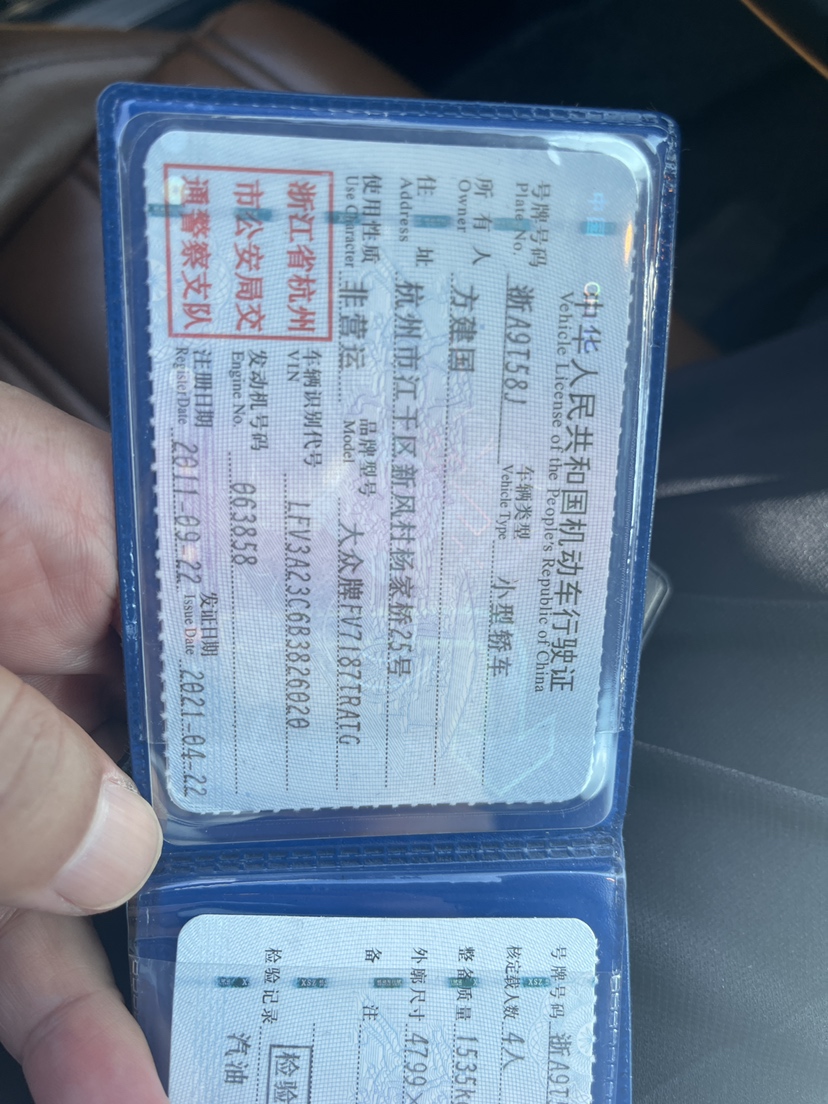 中华人民共和国机动车行驶证
Vehicle License of the People's Republic of China
号牌号码 浙A9T58J 车辆类型 小型轿车
Plate No. Vehicle Type
所有人 方建国
Owner
住址 杭州市江干区新风村杨家桥25号
Address
使用性质 非营运 品牌型号 大众牌FV7187TRATG
Use Character Model
浙江省杭州
市公安局交
通警察支队
车辆识别代号 LFV3A23C6B3826020
VIN
发动机号码 063858
Engine No.
注册日期 2011-09-22 发证日期 2021-04-22
Register Date Issue Date
号牌号码 浙A9T
核定载人数 4人
整备质量 1535k
外廓尺寸 4799×
备注
检验
检验记录 汽油